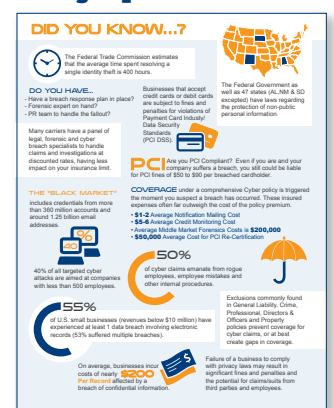 DID YOU KNOW...?
The Federal Trade Commission estimates
that the average time spent resolving a
single identity theft is 400 hours.
The Federal Government as
well as 47 states (AL,NM & SD
excepted) have laws regarding
the protection of non-public
personal information.
DO YOU HAVE...
- Have a breach response plan in place?
- Forensic expert on hand?
- PR team to handle the fallout?
Businesses that accept
credit cards or debit cards
are subject to fines and
penalties for violations of
Payment Card Industry/
Data Security
Standards
(PCI DSS).
Many carriers have a panel of
legal, forensic and cyber
breach specialists to handle
claims and investigations at
discounted rates, having less
impact on your insurance limit.
PCI Are you PCI Compliant? Even if you are and your
company suffers a breach, you still could be liable
for PCI fines of $50 to $90 per breached cardholder.
THE "BLACK MARKET"
includes credentials from more
than 360 million accounts and
around 1.25 billion email
addresses.
COVERAGE under a comprehensive Cyber policy is triggered
the moment you suspect a breach has occurred. These insured
expenses often far outweigh the cost of the policy premium.
• $1-2 Average Notification Mailing Cost
• $5-6 Average Credit Monitoring Cost
• Average Middle Market Forensics Cost is $200,000
• $50,000 Average Cost for PCI Re-Certification
40%
40% of all targeted cyber
attacks are aimed at companies
with less than 500 employees.
50%
of cyber claims emanate from rogue
employees, employee mistakes and
other internal procedures.
55%
of U.S. small businesses (revenues below $10 million) have
experienced at least 1 data breach involving electronic
records (53% suffered multiple breaches).
Exclusions commonly found
in General Liability, Crime,
Professional, Directors &
Officers and Property
policies prevent coverage for
cyber claims, or at best
create gaps in coverage.
On average, businesses incur
costs of nearly $200
Per Record affected by a
breach of confidential information.
$
Failure of a business to comply
with privacy laws may result in
significant fines and penalties and
the potential for claims/suits from
third parties and employees.